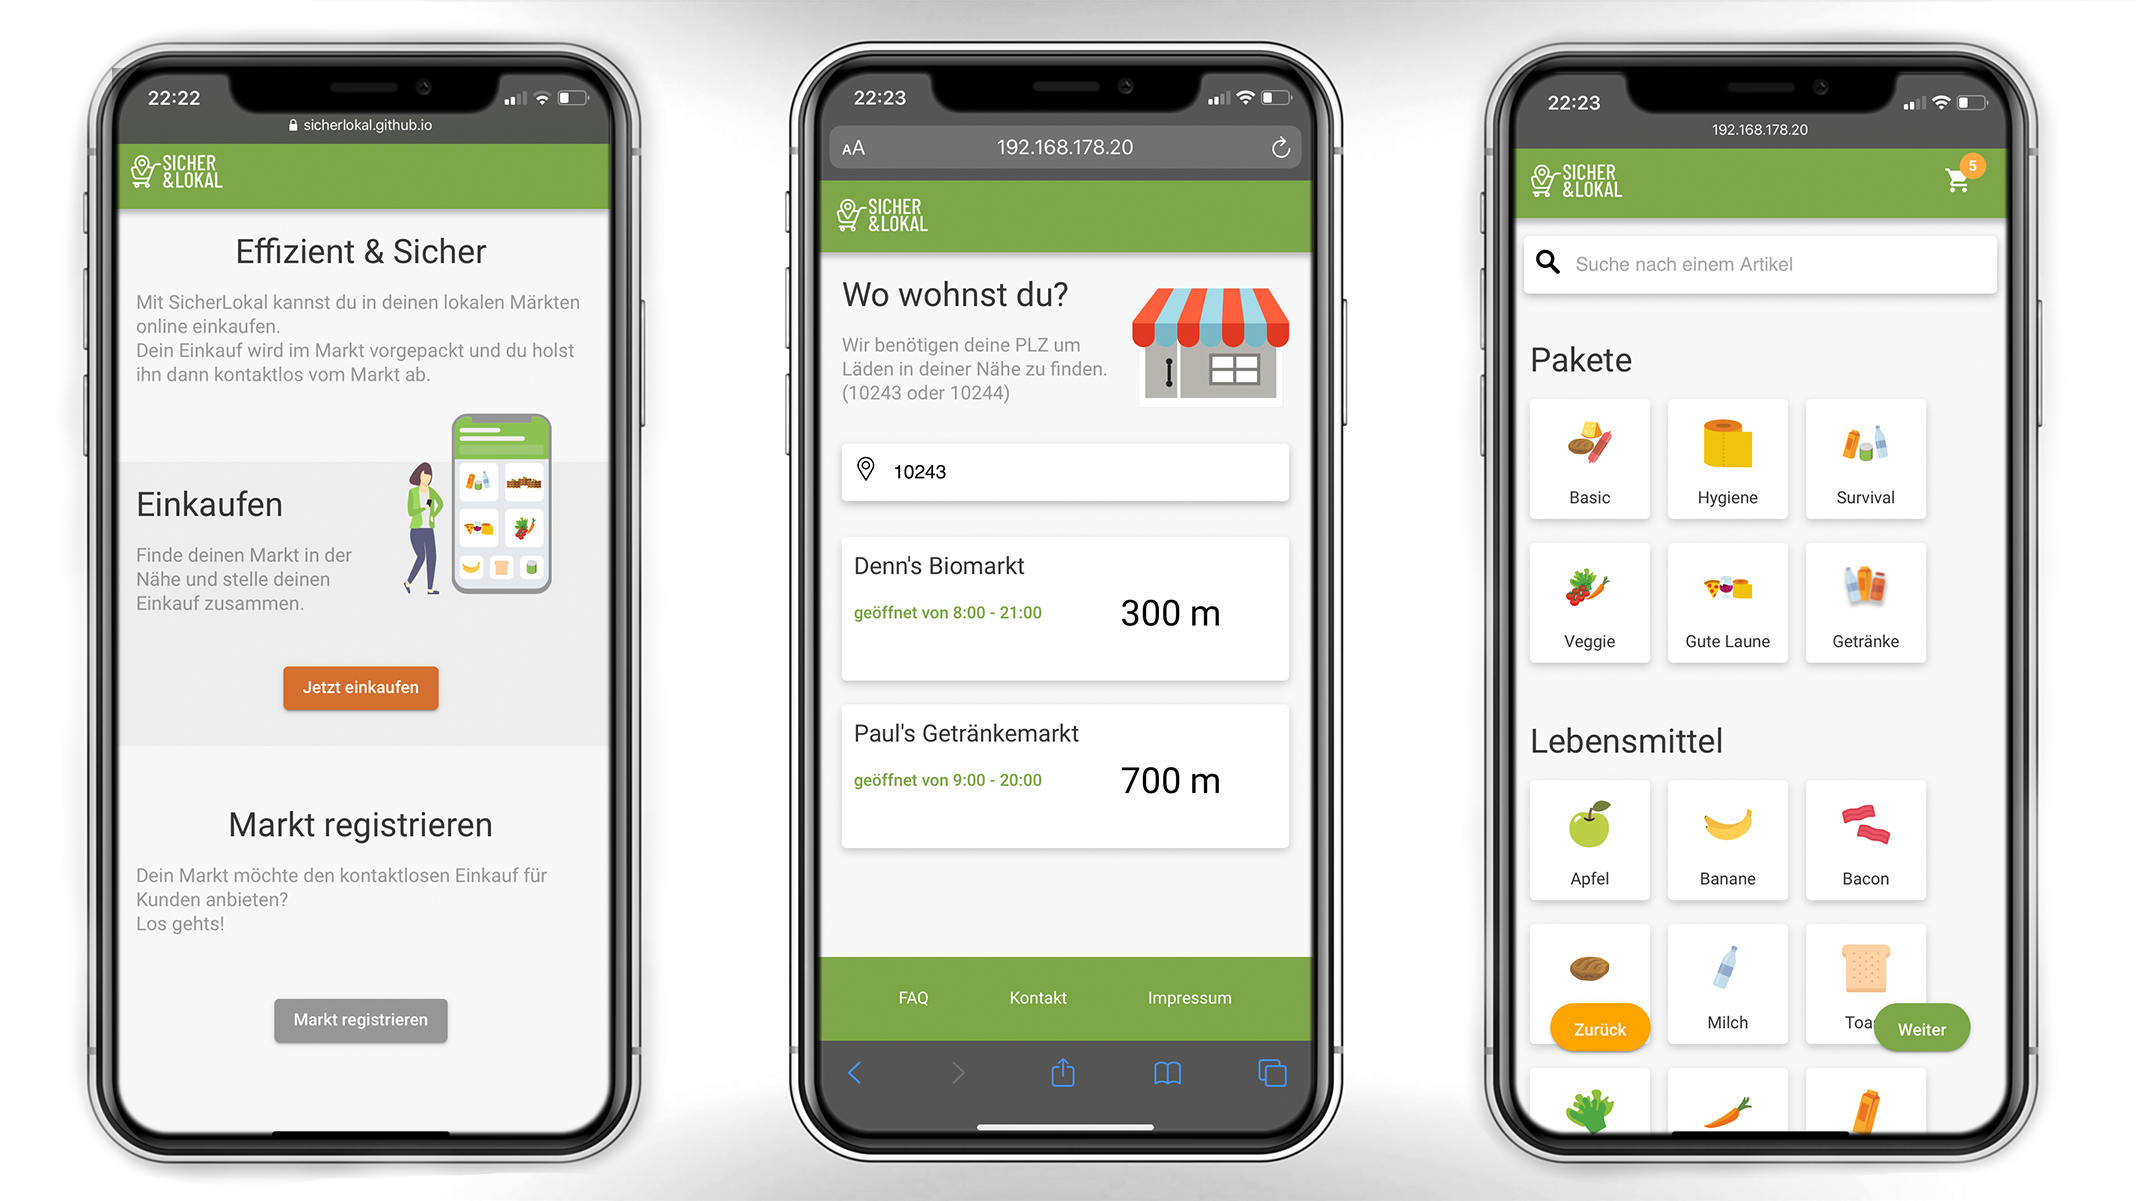 22:22
sicherlokal.github.io
SICHER
&LOKAL
Effizient & Sicher
Mit SicherLokal kannst du in deinen lokalen Märkten
online einkaufen.
Dein Einkauf wird im Markt vorgepackt und du holst
ihn dann kontaktlos vom Markt ab.
Einkaufen
Finde deinen Markt in der
Nähe und stelle deinen
Einkauf zusammen.
Jetzt einkaufen
Markt registrieren
Dein Markt möchte den kontaktlosen Einkauf für
Kunden anbieten?
Los gehts!
Markt registrieren
22:23
AA
192.168.178.20
SICHER
&LOKAL
Wo wohnst du?
Wir benötigen deine PLZ um
Läden in deiner Nähe zu finden.
(10243 oder 10244)
10243
Denn's Biomarkt
geöffnet von 8:00 - 21:00
300 m
Paul's Getränkemarkt
geöffnet von 9:00 - 20:00
700 m
FAQ Kontakt Impressum
22:23
192.168.178.20
SICHER
&LOKAL
5
Suche nach einem Artikel
Pakete
Basic Hygiene Survival
Veggie Gute Laune Getränke
Lebensmittel
Apfel Banane Bacon
Milch
Zurück
Weiter